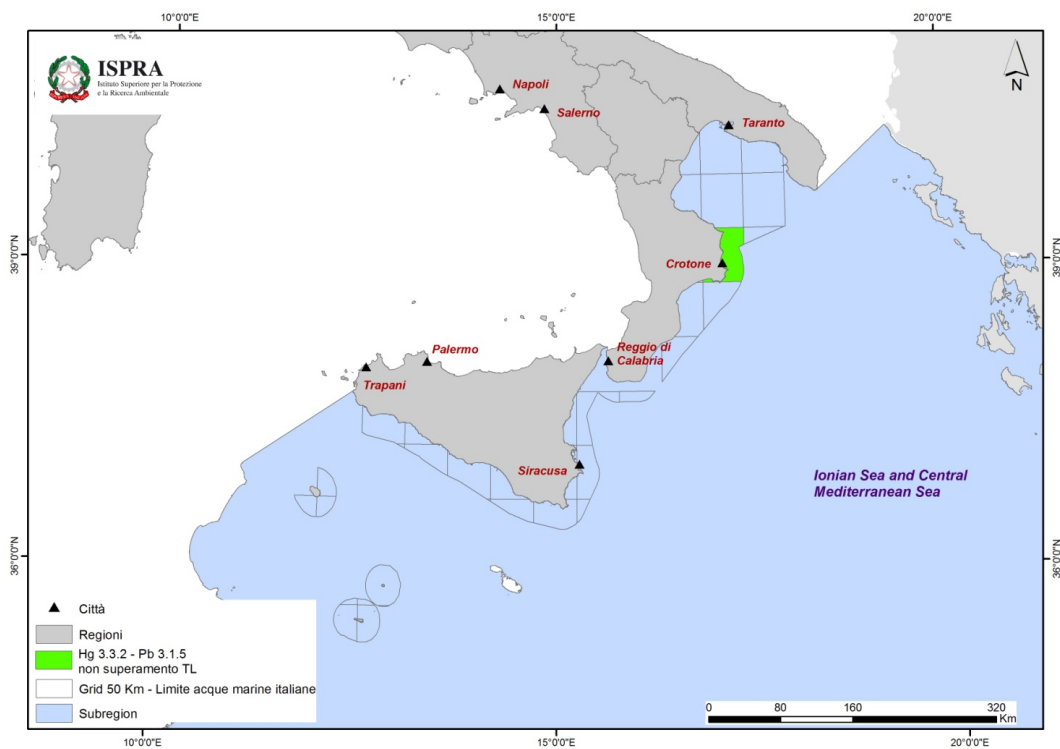 10°0'0"E
15°0'0"E
20°0'0"E
ISPRA
Istituto Superiore per la Protezione
e la Ricerca Ambientale
N
Napoli
Salerno
Taranto
39°0'0"N
39°0'0"N
Crotone
Palermo
Reggio di
Calabria
Trapani
Siracusa
Ionian Sea and Central
Mediterranean Sea
36°0'0"N
36°0'0"N
Città
Regioni
Hg 3.3.2 - Pb 3.1.5
non superamento TL
Grid 50 Km - Limite acque marine italiane
Subregion
0 80 160 320
Km
10°0'0"E
15°0'0"E
20°0'0"E